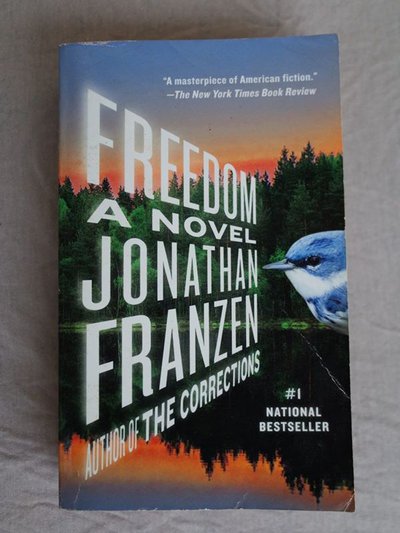 “A masterpiece of American fiction.”
—The New York Times Book Review
FREEDOM
A NOVEL
JONATHAN
FRANZEN
AUTHOR OF THE CORRECTIONS
#1
NATIONAL
BESTSELLER